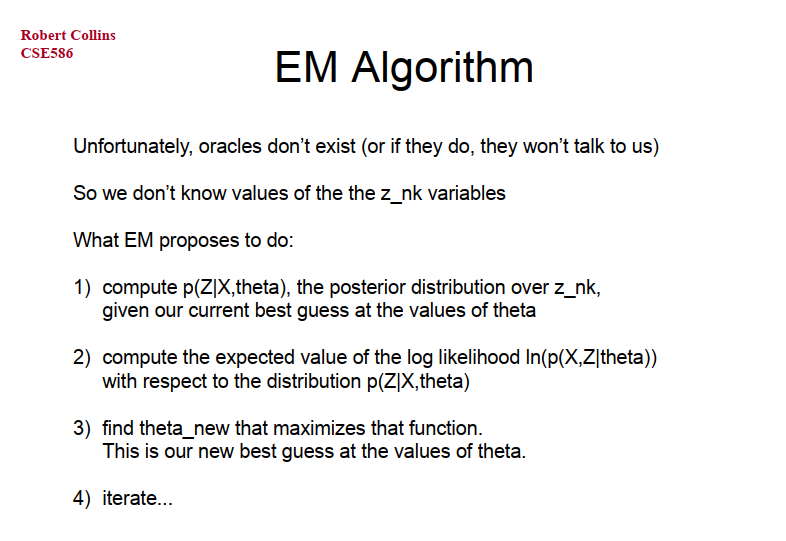 Robert Collins
CSE586
EM Algorithm
Unfortunately, oracles don't exist (or if they do, they won't talk to us)
So we don't know values of the the z_nk variables
What EM proposes to do:
1) compute p(Z|X,theta), the posterior distribution over z_nk,
given our current best guess at the values of theta
2) compute the expected value of the log likelihood ln(p(X,Z|theta))
with respect to the distribution p(Z|X,theta)
3) find theta_new that maximizes that function.
This is our new best guess at the values of theta.
4) iterate...